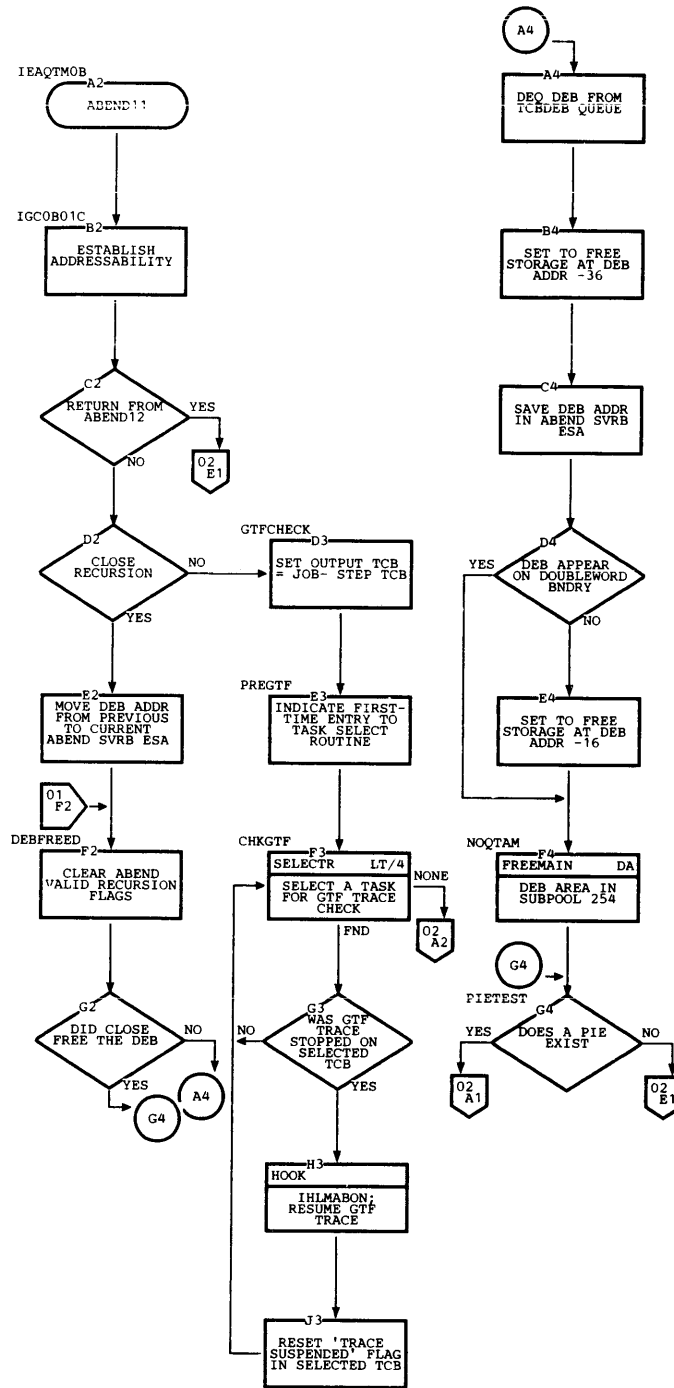 IEAQTM0B
A2
ABEND11
IGC0B01C
B2
ESTABLISH
ADDRESSABILITY
C2
RETURN FROM
ABEND12
YES
02
E1
NO
D2
CLOSE
RECURSION
NO
YES
E2
MOVE DEB ADDR
FROM PREVIOUS
TO CURRENT
ABEND SVRB ESA
01
F2
DEBFREED
F2
CLEAR ABEND
VALID RECURSION
FLAGS
G2
DID CLOSE
FREE THE DEB
NO
A4
YES
G4
GTFCHECK
D3
SET OUTPUT TCB
= JOB- STEP TCB
PREGTF
E3
INDICATE FIRST-
TIME ENTRY TO
TASK SELECT
ROUTINE
CHKGTF
F3
SELECTR LT/4
SELECT A TASK
FOR GTF TRACE
CHECK
NONE
02
A2
FND
G3
WAS GTF
TRACE
STOPPED ON
SELECTED
TCB
NO
YES
H3
HOOK
IHLMABON;
RESUME GTF
TRACE
J3
RESET 'TRACE
SUSPENDED' FLAG
IN SELECTED TCB
A4
A4
DEQ DEB FROM
TCBDEB QUEUE
B4
SET TO FREE
STORAGE AT DEB
ADDR -36
C4
SAVE DEB ADDR
IN ABEND SVRB
ESA
D4
YES
DEB APPEAR
ON DOUBLEWORD
BNDRY
NO
E4
SET TO FREE
STORAGE AT DEB
ADDR -16
NOQTAM
F4
FREEMAIN DA
DEB AREA IN
SUBPOOL 254
G4
PIETEST
G4
YES
DOES A PIE
EXIST
NO
02
A1
02
E1